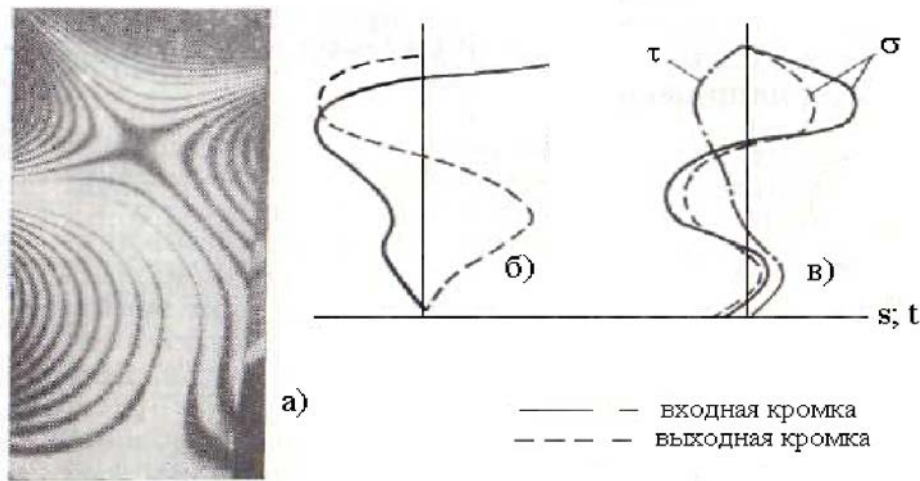 τ
σ
б)
в)
s; t
а)
входная кромка
выходная кромка